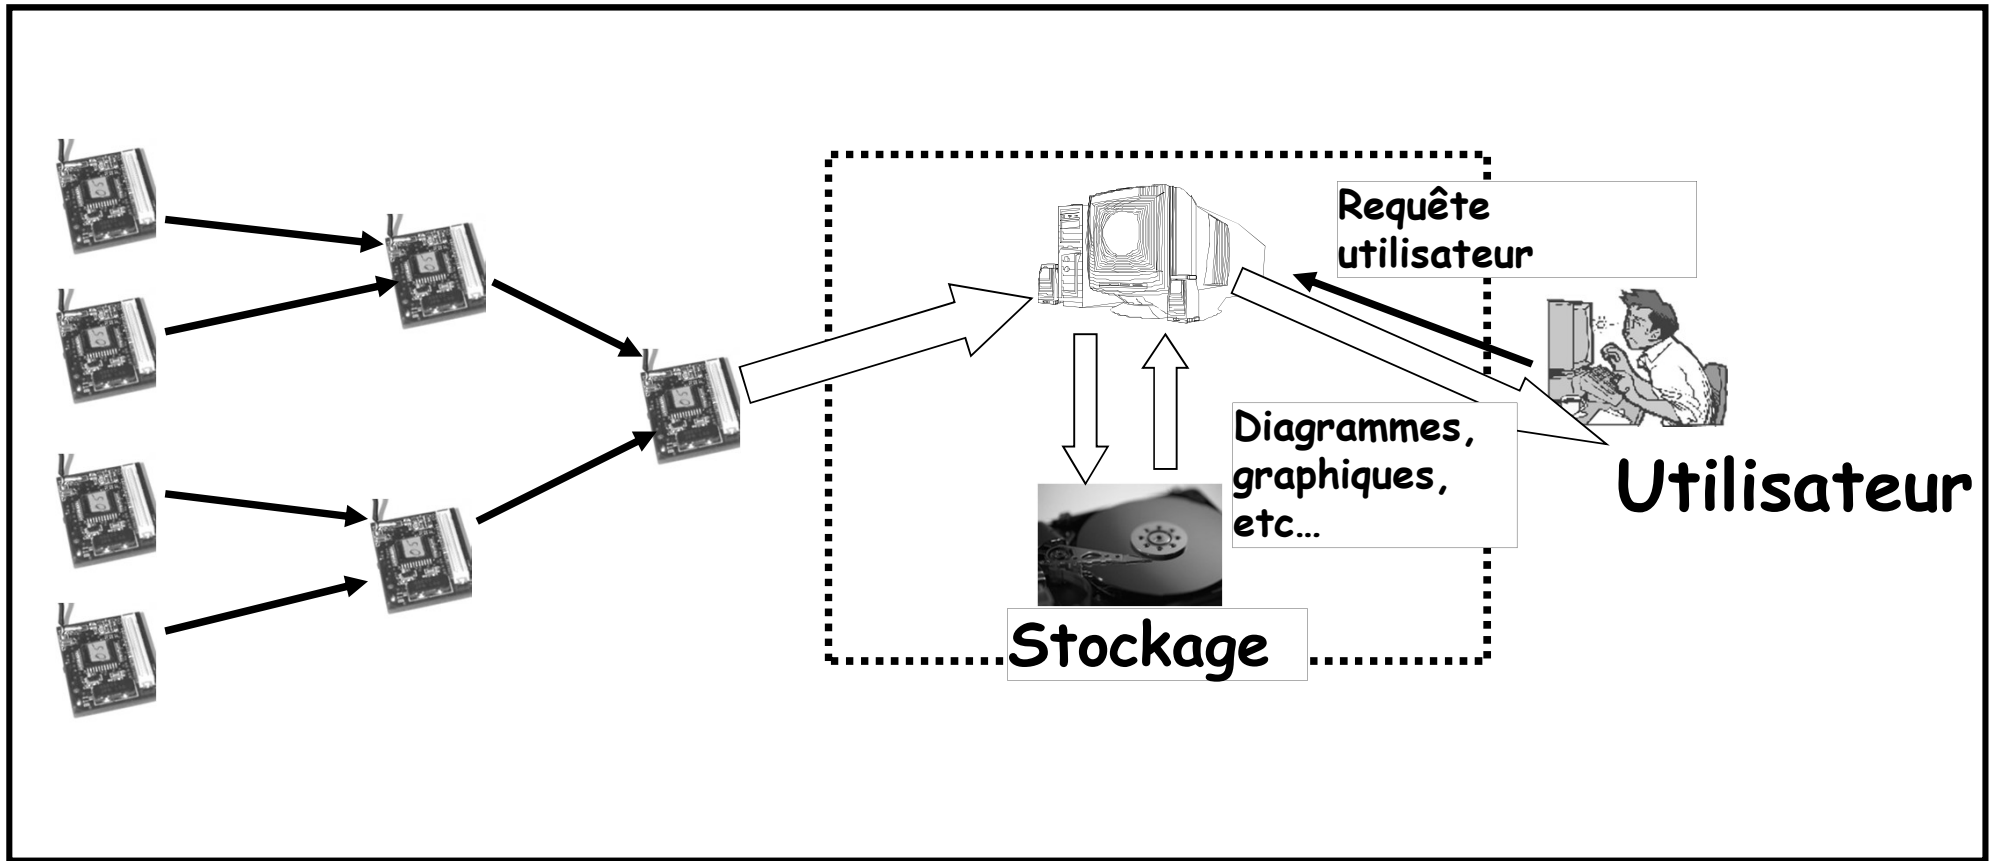 Requête
utilisateur
Diagrammes,
graphiques,
etc...
Utilisateur
Stockage